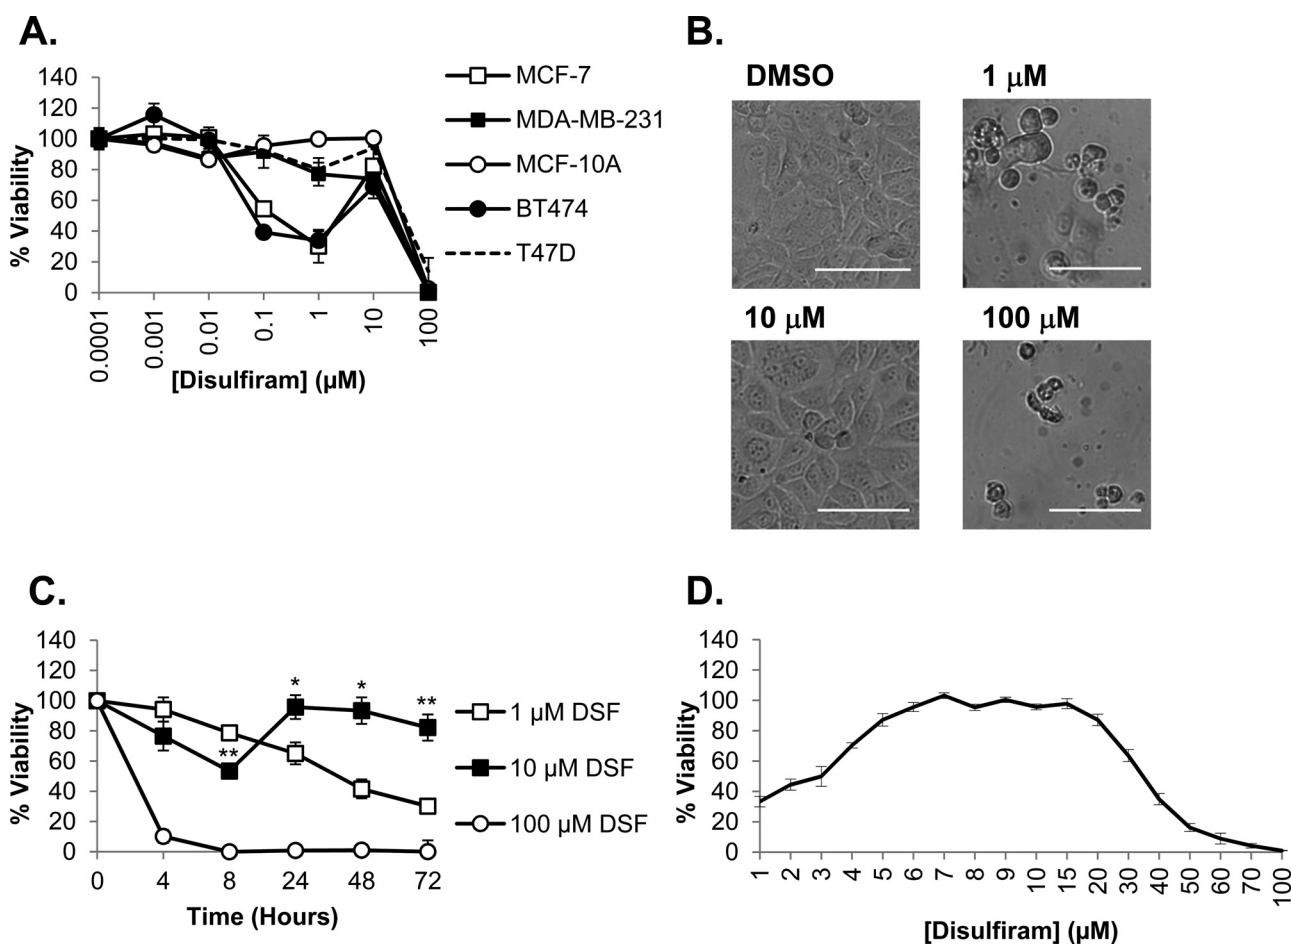 A.
140
120
100
80
60
40
20
0
% Viability
0.0001
0.001
0.01
0.1
1
10
100
[Disulfiram] (µM)
MCF-7
MDA-MB-231
MCF-10A
BT474
T47D
B.
DMSO
1 µM
10 µM
100 µM
C.
140
120
100
80
60
40
20
0
% Viability
**
*
*
**
0
4
8
24
48
72
Time (Hours)
1 µM DSF
10 µM DSF
100 µM DSF
D.
140
120
100
80
60
40
20
0
% Viability
1
2
3
4
5
6
7
8
9
10
15
20
30
40
50
60
70
100
[Disulfiram] (µM)